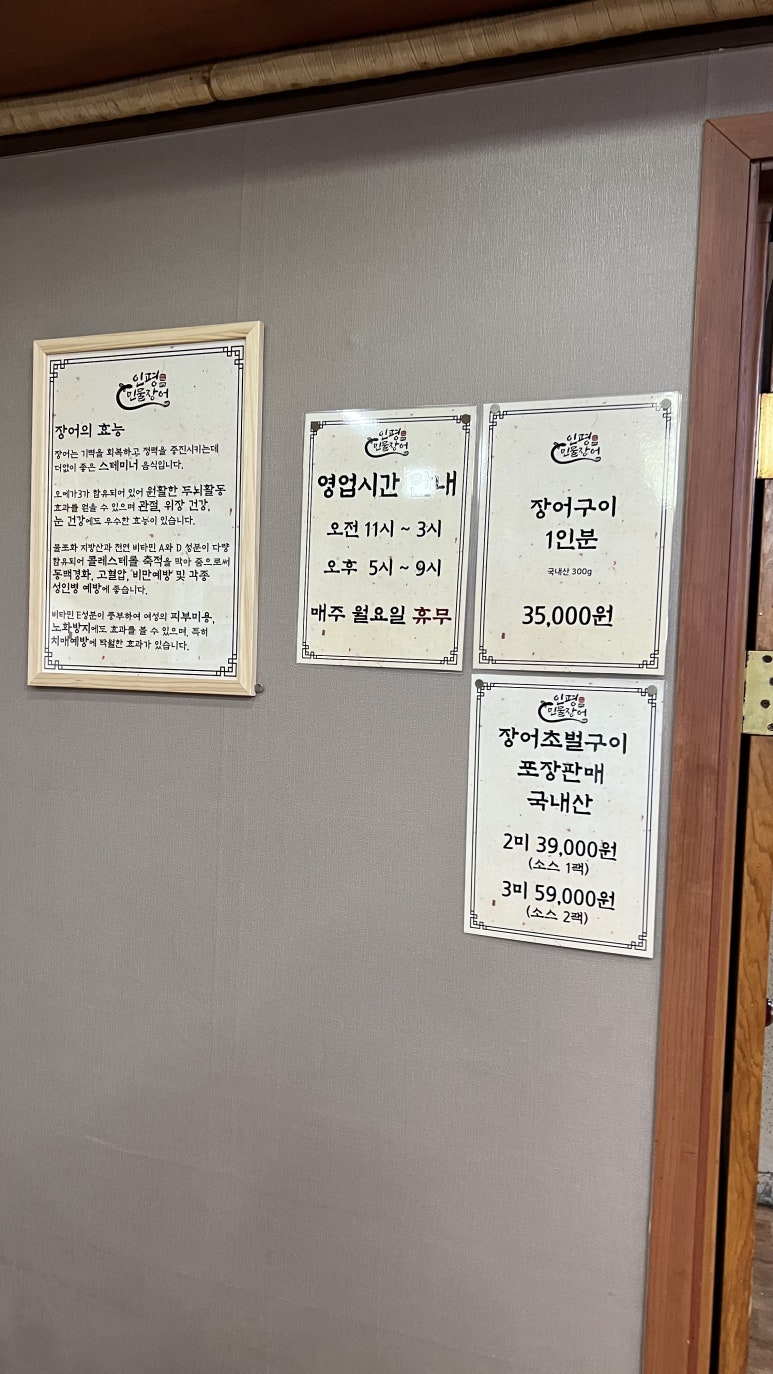 인평
민물장어
장어의 효능
장어는 기력을 회복하고, 정력을 증진시키는데
더없이 좋은 스테미너 음식입니다.
오메가3가 함유되어 있어 원활한 두뇌활동
효과를 얻을 수 있으며 관절, 위장 건강,
눈 건강에도 우수한 효능이 있습니다.
불포화 지방산과 천연 비타민 A와 D 성분이 다량
함유되어 콜레스테롤 축적을 막아 줌으로써
동백경화, 고혈압, 비만예방 및 각종
성인병 예방에 좋습니다.
비타민 E성분이 풍부하여 여성의 피부미용,
노화방지에도 효과를 볼 수 있으며, 특히
치매예방에 탁월한 효과가 있습니다.
인평
민물장어
영업시간 안내
오전 11시 ~ 3시
오후 5시 ~ 9시
매주 월요일 휴무
인평
민물장어
장어구이
1인분
국내산 300g
35,000원
인평
민물장어
장어초벌구이
포장판매
국내산
2미 39,000원
(소스 1팩)
3미 59,000원
(소스 2팩)